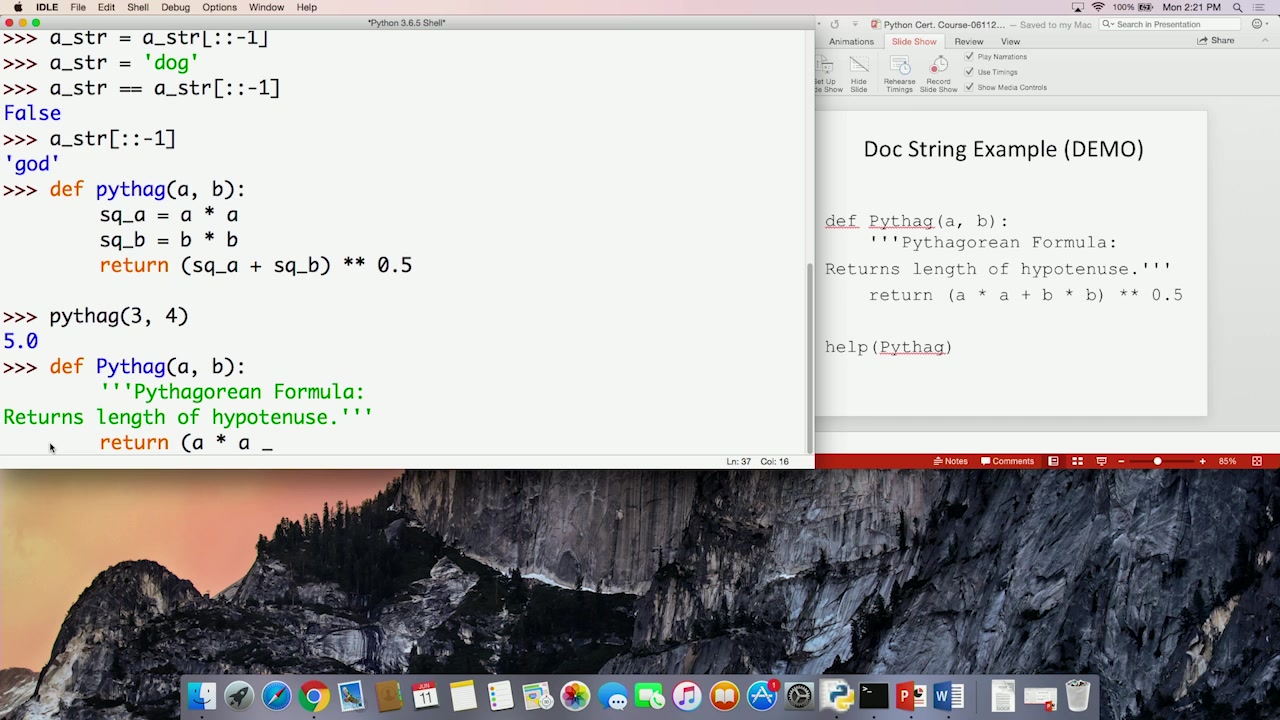 IDLE File Edit Shell Debug Options Window Help
100% Mon 2:21 PM
*Python 3.6.5 Shell*
>>> a_str = a_str[::-1]
>>> a_str = 'dog'
>>> a_str == a_str[::-1]
False
>>> a_str[::-1]
'god'
>>> def pythag(a, b):
sq_a = a * a
sq_b = b * b
return (sq_a + sq_b) ** 0.5
>>> pythag(3, 4)
5.0
>>> def Pythag(a, b):
'''Pythagorean Formula:
Returns length of hypotenuse.'''
return (a * a _
Ln: 37 Col: 16
Python Cert. Course-06112... — Saved to my Mac
Search in Presentation
Animations Slide Show Review View
Share
Set Up
Slide Show
Hide
Slide
Rehearse
Timings
Record
Slide Show
Play Narrations
Use Timings
Show Media Controls
Doc String Example (DEMO)
def Pythag(a, b):
'''Pythagorean Formula:
Returns length of hypotenuse.'''
return (a * a + b * b) ** 0.5
help(Pythag)
Notes Comments
85%
JUN
11
1